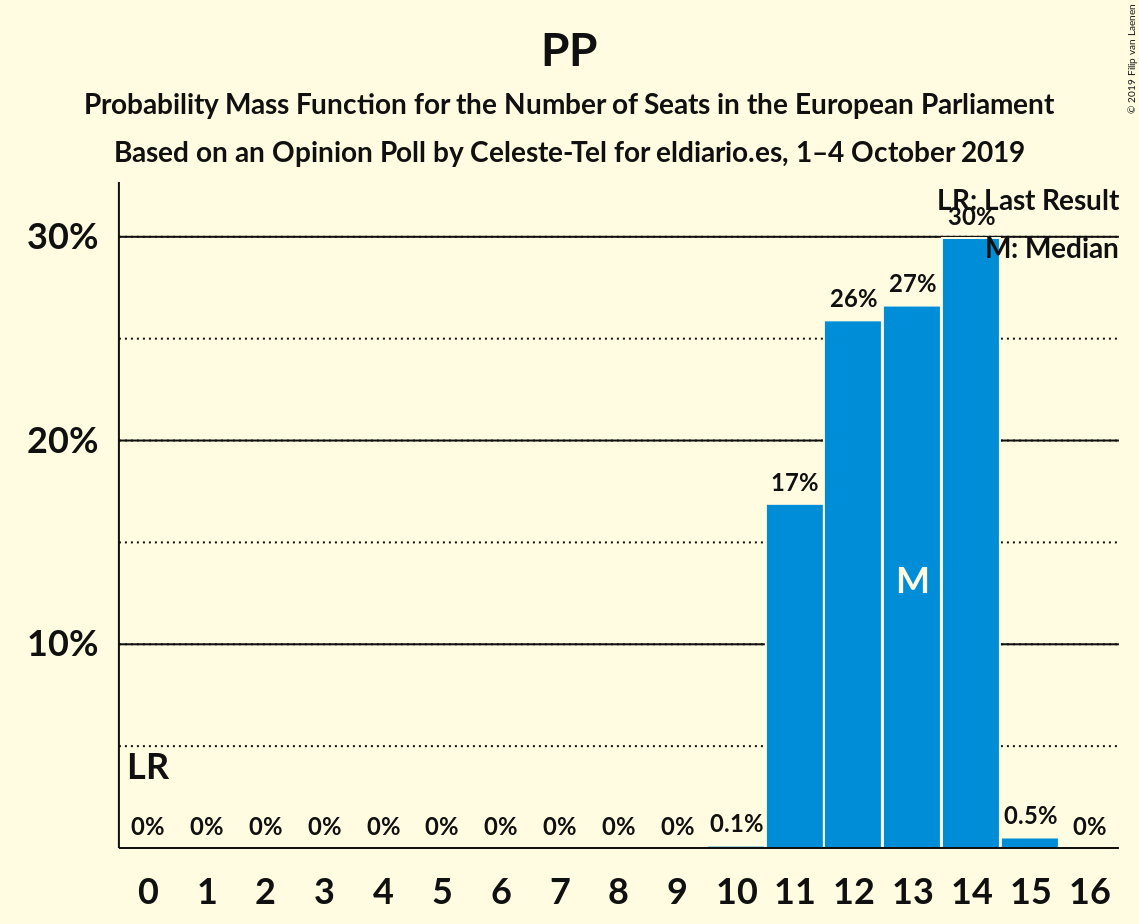 PP
Probability Mass Function for the Number of Seats in the European Parliament
Based on an Opinion Poll by Celeste-Tel for eldiario.es, 1–4 October 2019
© 2019 Filip van Laenen
LR: Last Result
M: Median
30%
20%
10%
30%
27%
26%
17%
M
LR
0% 0% 0% 0% 0% 0% 0% 0% 0% 0% 0.1% 0.5% 0%
0 1 2 3 4 5 6 7 8 9 10 11 12 13 14 15 16